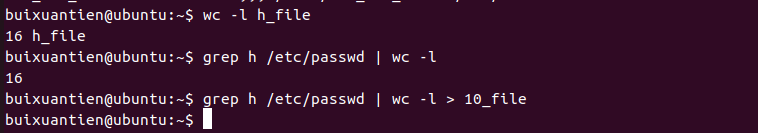 buixuantien@ubuntu:~$ wc -l h_file
16 h_file
buixuantien@ubuntu:~$ grep h /etc/passwd | wc -l
16
buixuantien@ubuntu:~$ grep h /etc/passwd | wc -l > 10_file
buixuantien@ubuntu:~$